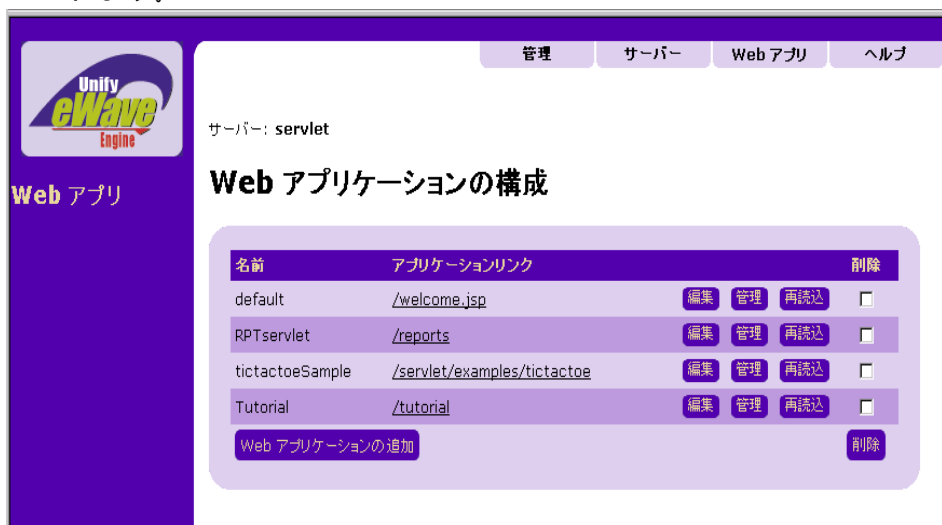 管理 サーバー Web アプリ ヘルプ
Unify
eWave
Engine
サーバー: servlet
Web アプリ
Web アプリケーションの構成
名前 アプリケーションリンク 削除
default /welcome.jsp 編集 管理 再読込
RPTservlet /reports 編集 管理 再読込
tictactoeSample /servlet/examples/tictactoe 編集 管理 再読込
Tutorial /tutorial 編集 管理 再読込
Web アプリケーションの追加 削除